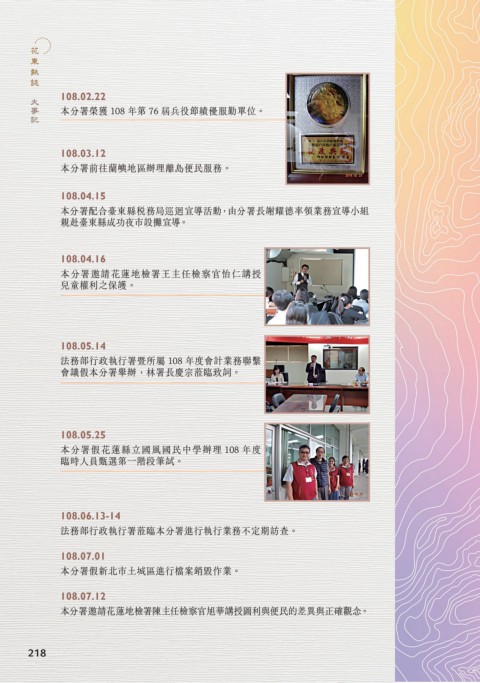 花東執誌
大事記
108.02.22
本分署榮獲 108 年第 76 屆兵役節績優服勤單位。
108.03.12
本分署前往蘭嶼地區辦理離島便民服務。
108.04.15
本分署配合臺東縣稅務局巡迴宣導活動,由分署長謝耀德率領業務宣導小組
親赴臺東縣成功夜市設攤宣導。
108.04.16
本分署邀請花蓮地檢署王主任檢察官怡仁講授
兒童權利之保護。
108.05.14
法務部行政執行署暨所屬 108 年度會計業務聯繫
會議假本分署舉辦,林署長慶宗蒞臨致詞。
108.05.25
本分署假花蓮縣立國風國民中學辦理 108 年度
臨時人員甄選第一階段筆試。
108.06.13-14
法務部行政執行署蒞臨本分署進行執行業務不定期訪查。
108.07.01
本分署假新北市土城區進行檔案銷毀作業。
108.07.12
本分署邀請花蓮地檢署陳主任檢察官旭華講授圖利與便民的差異與正確觀念。
218